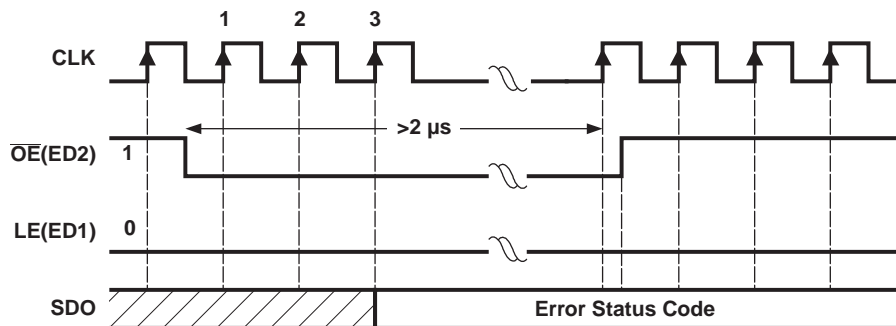 1 2 3
CLK
>2 µs
OE(ED2) 1
LE(ED1) 0
SDO Error Status Code